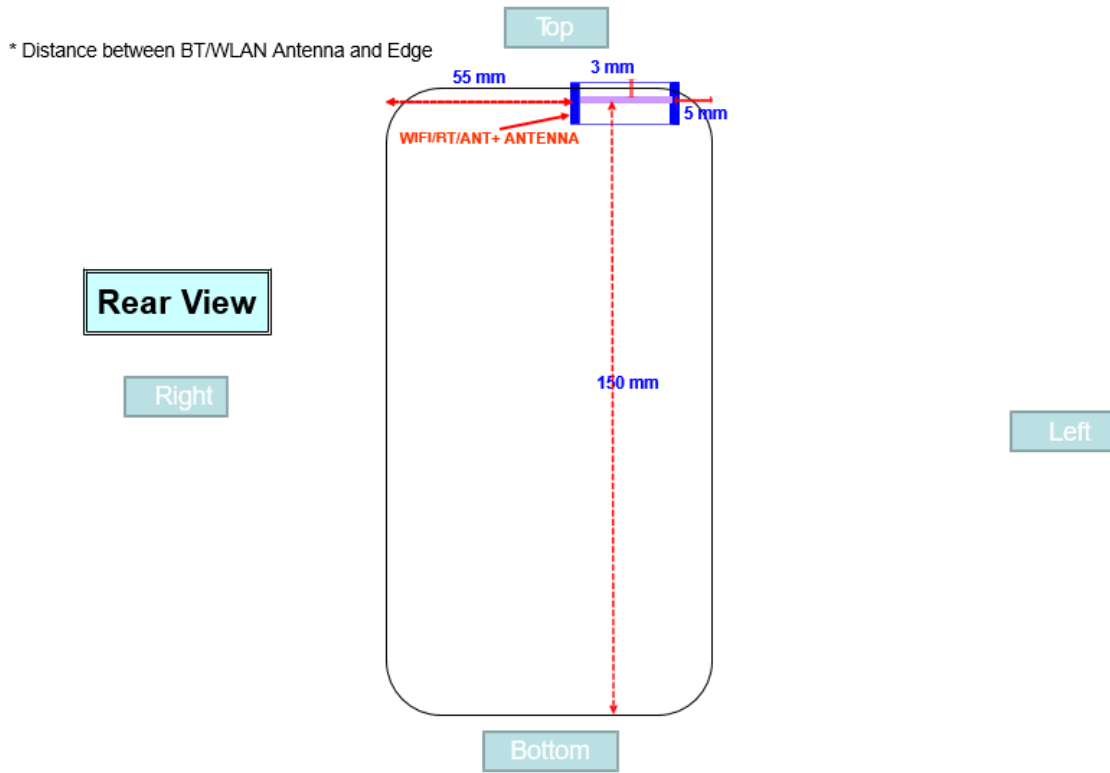 Top
* Distance between BT/WLAN Antenna and Edge
3 mm
55 mm
5 mm
WIFI/BT/ANT+ ANTENNA
Rear View
Right
150 mm
Left
Bottom